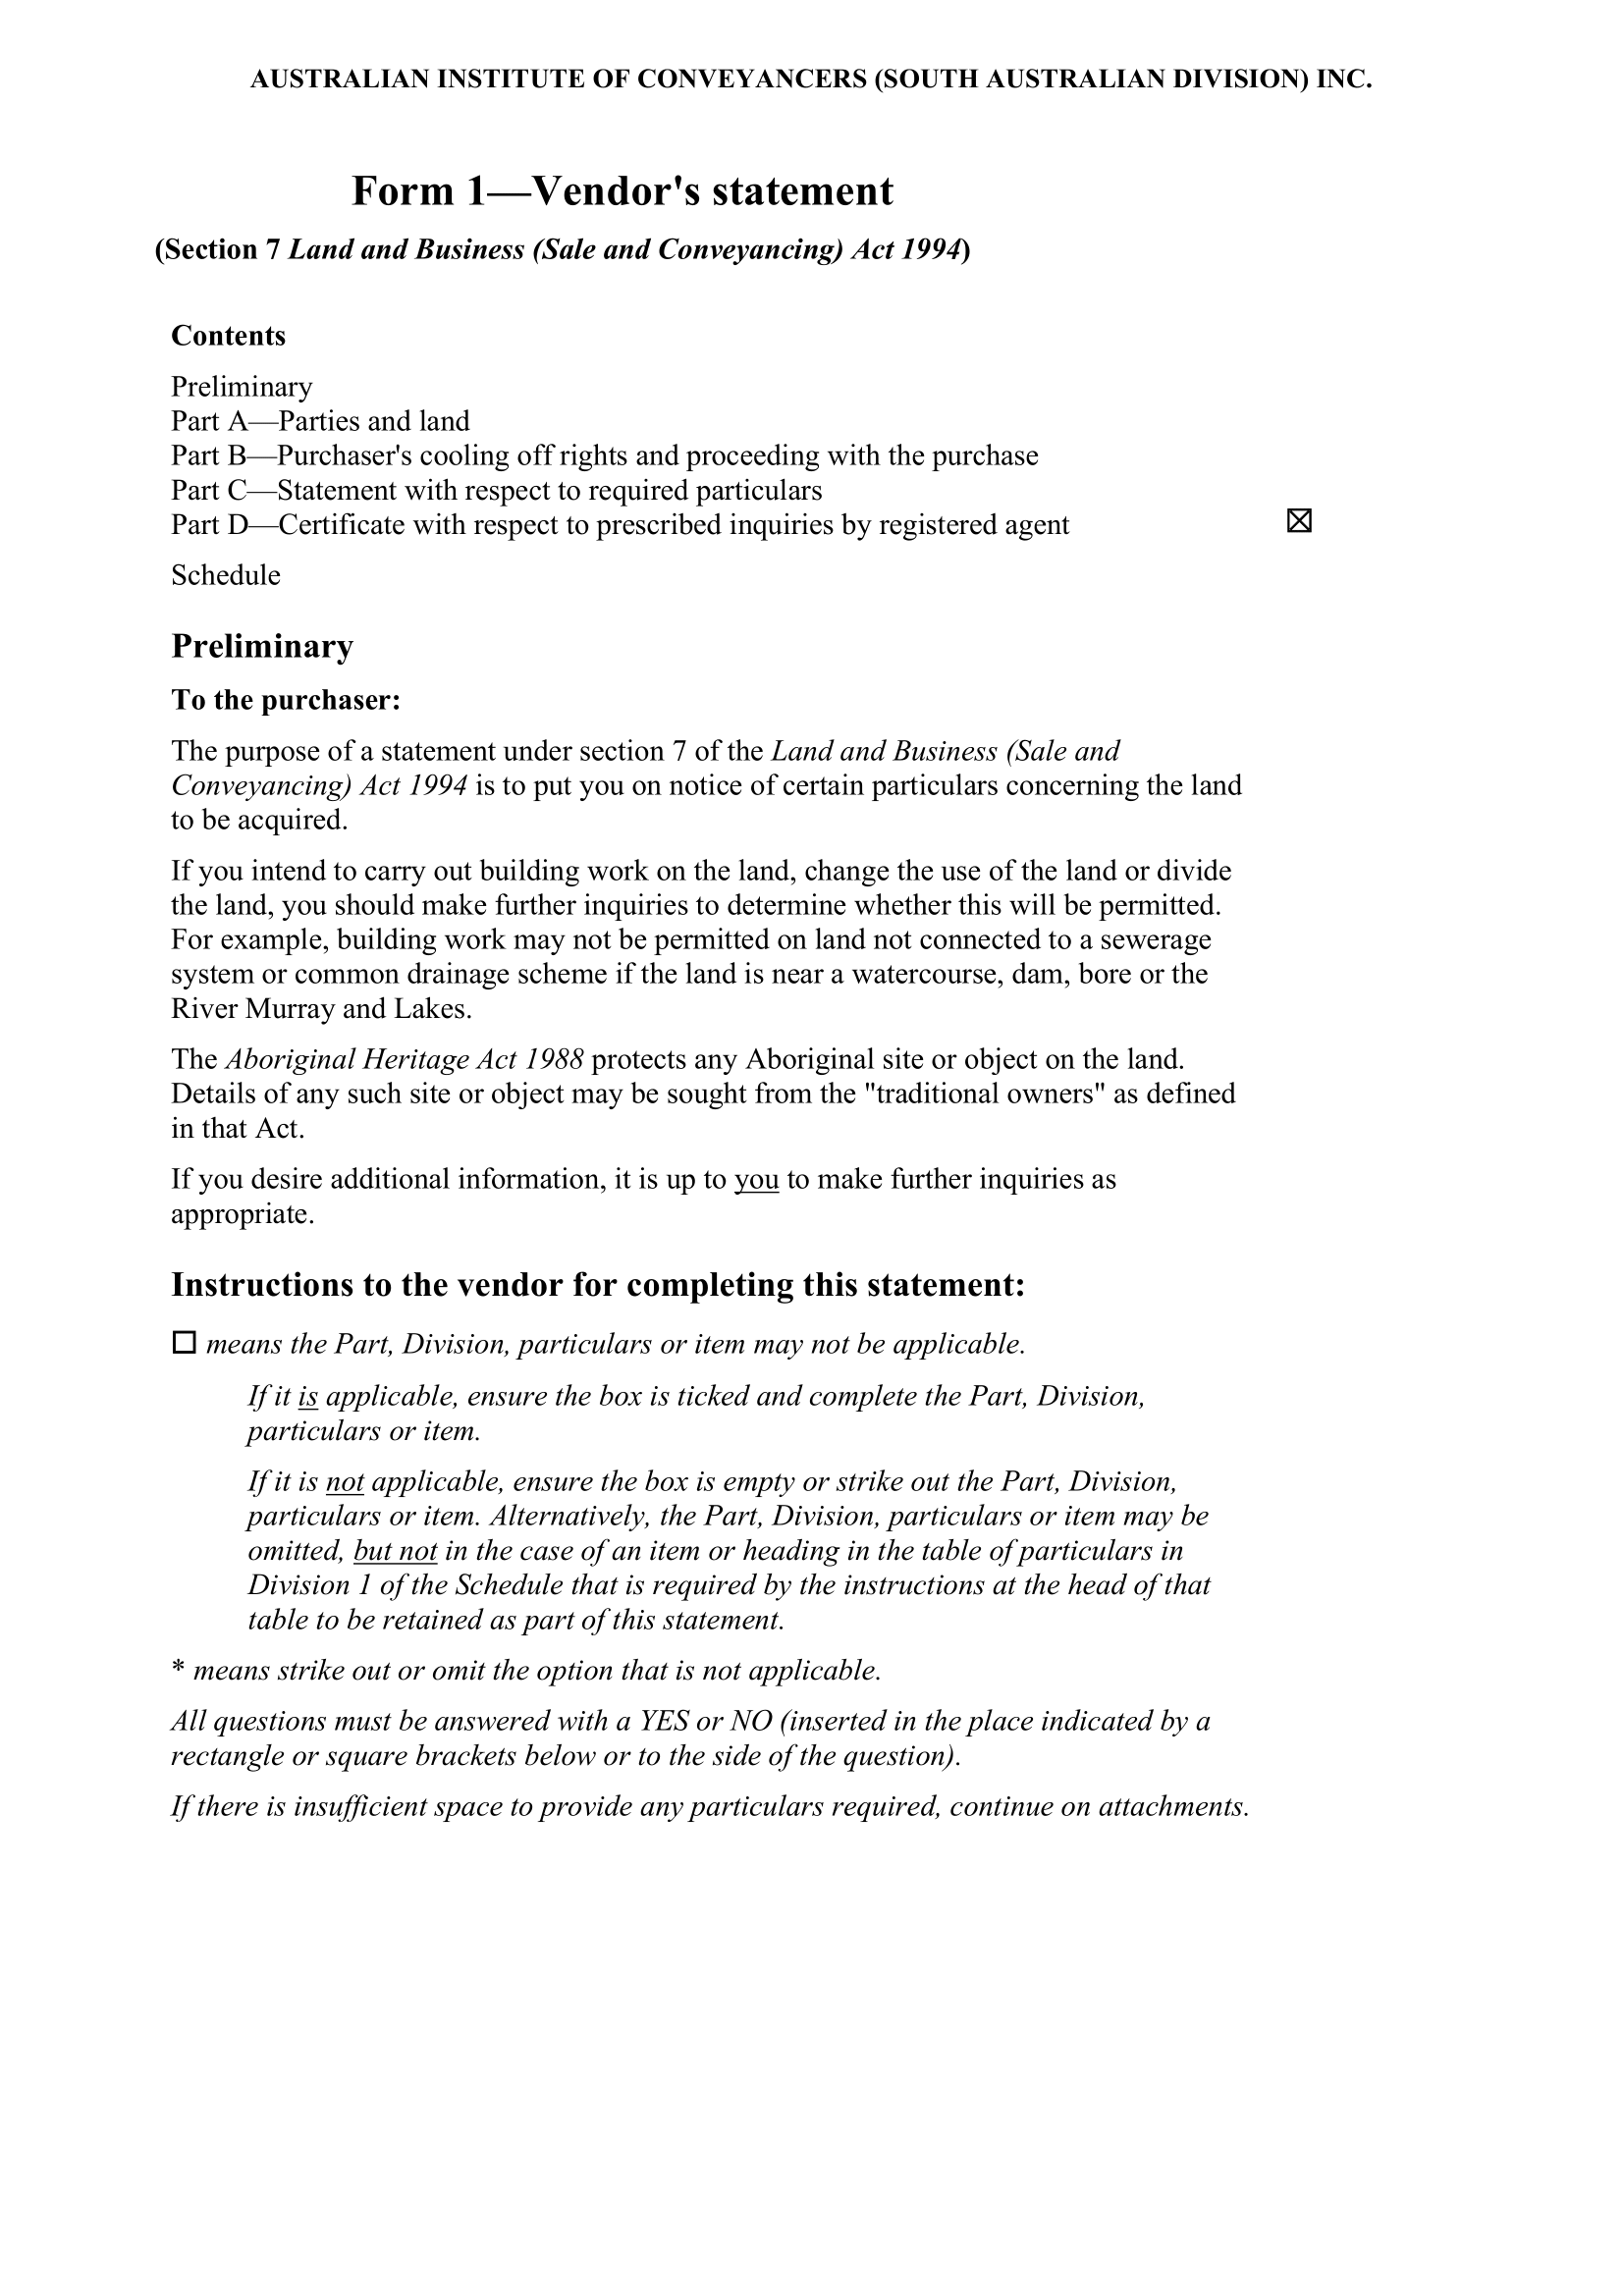 AUSTRALIAN INSTITUTE OF CONVEYANCERS (SOUTH AUSTRALIAN DIVISION) INC.
Form 1—Vendor's statement
(Section 7 Land and Business (Sale and Conveyancing) Act 1994)
Contents
Preliminary
Part A—Parties and land
Part B—Purchaser's cooling off rights and proceeding with the purchase
Part C—Statement with respect to required particulars
Part D—Certificate with respect to prescribed inquiries by registered agent ☒
Schedule
Preliminary
To the purchaser:
The purpose of a statement under section 7 of the Land and Business (Sale and
Conveyancing) Act 1994 is to put you on notice of certain particulars concerning the land
to be acquired.
If you intend to carry out building work on the land, change the use of the land or divide
the land, you should make further inquiries to determine whether this will be permitted.
For example, building work may not be permitted on land not connected to a sewerage
system or common drainage scheme if the land is near a watercourse, dam, bore or the
River Murray and Lakes.
The Aboriginal Heritage Act 1988 protects any Aboriginal site or object on the land.
Details of any such site or object may be sought from the "traditional owners" as defined
in that Act.
If you desire additional information, it is up to you to make further inquiries as
appropriate.
Instructions to the vendor for completing this statement:
☐ means the Part, Division, particulars or item may not be applicable.
If it is applicable, ensure the box is ticked and complete the Part, Division,
particulars or item.
If it is not applicable, ensure the box is empty or strike out the Part, Division,
particulars or item. Alternatively, the Part, Division, particulars or item may be
omitted, but not in the case of an item or heading in the table of particulars in
Division 1 of the Schedule that is required by the instructions at the head of that
table to be retained as part of this statement.
* means strike out or omit the option that is not applicable.
All questions must be answered with a YES or NO (inserted in the place indicated by a
rectangle or square brackets below or to the side of the question).
If there is insufficient space to provide any particulars required, continue on attachments.